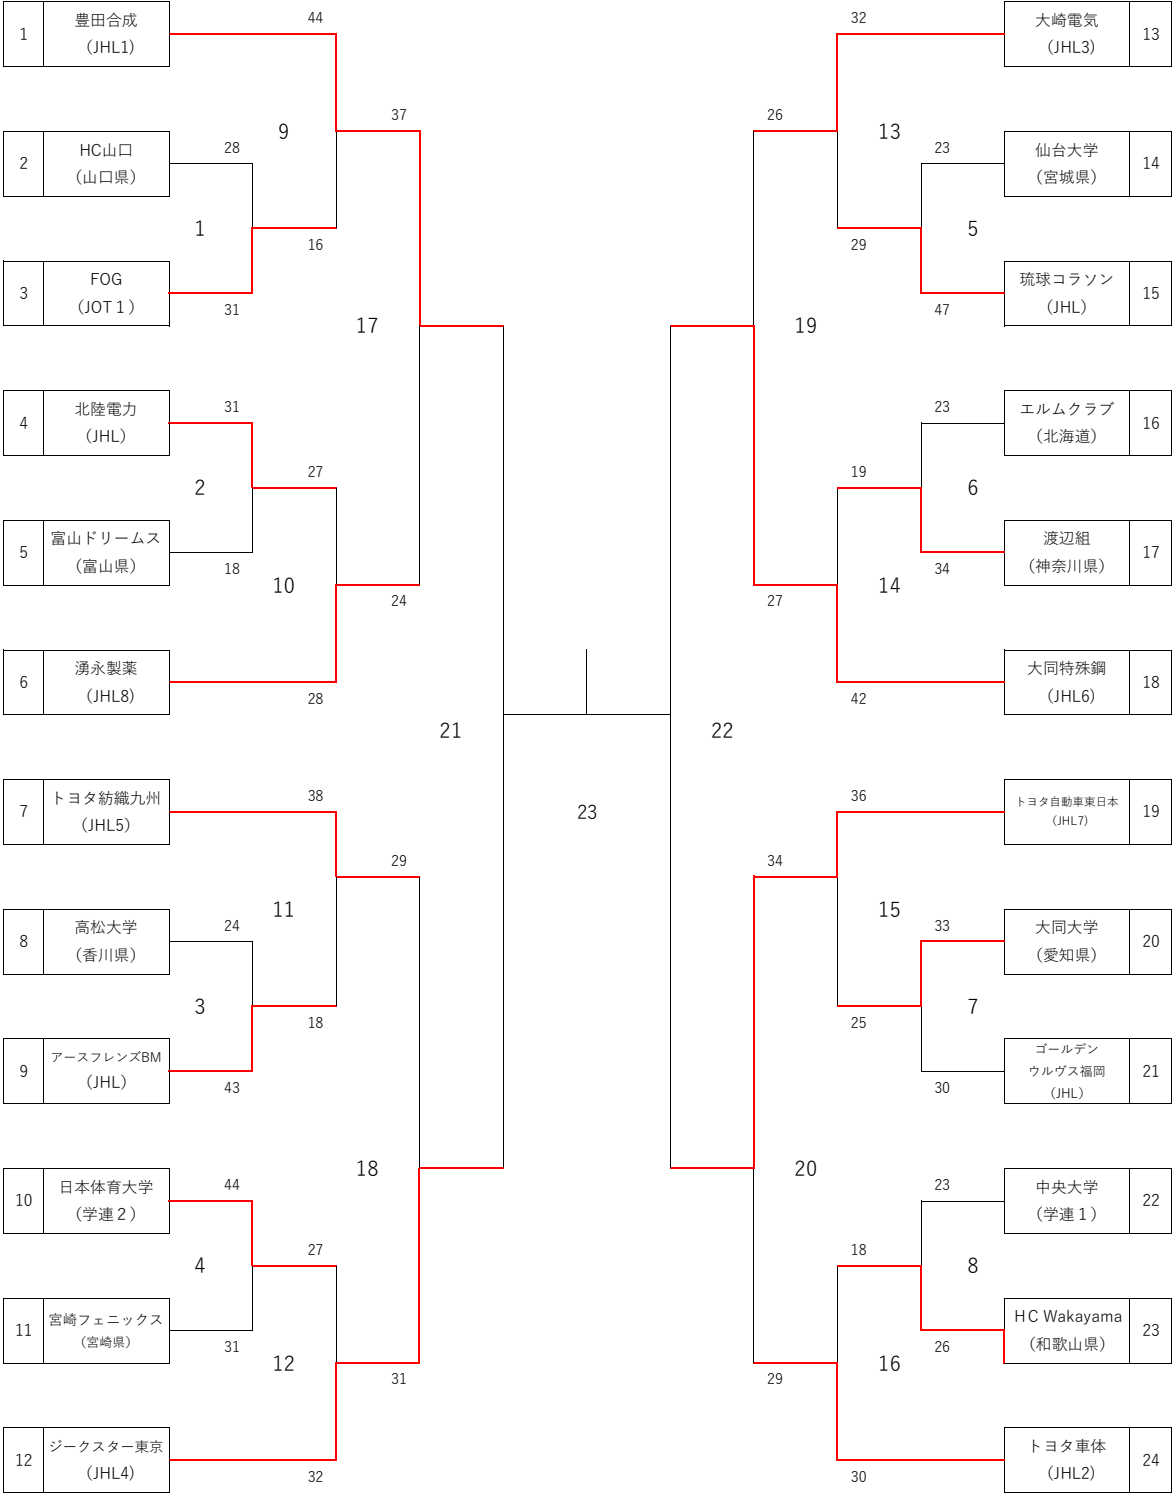 1
豊田合成
（JHL1）
44
9
37
2
HC山口
（山口県）
28
1
16
3
FOG
（JOT１）
31
17
4
北陸電力
（JHL）
31
2
27
5
富山ドリームス
（富山県）
18
10
24
6
湧永製薬
（JHL8）
28
21
7
トヨタ紡織九州
（JHL5）
38
29
11
8
高松大学
（香川県）
24
3
18
9
アースフレンズBM
（JHL）
43
18
10
日本体育大学
（学連２）
44
4
27
11
宮崎フェニックス
（宮崎県）
31
12
31
12
ジークスター東京
（JHL4）
32
23
32
大崎電気
（JHL3）
13
26
13
23
仙台大学
（宮城県）
14
5
29
琉球コラソン
（JHL）
15
47
19
23
エルムクラブ
（北海道）
16
19
6
渡辺組
（神奈川県）
17
34
14
27
大同特殊鋼
（JHL6）
18
42
22
36
トヨタ自動車東日本
（JHL7）
19
34
15
33
大同大学
（愛知県）
20
7
25
ゴールデン
ウルヴス福岡
（JHL）
21
30
20
23
中央大学
（学連１）
22
18
8
ＨＣ Wakayama
（和歌山県）
23
26
16
29
トヨタ車体
（JHL2）
24
30